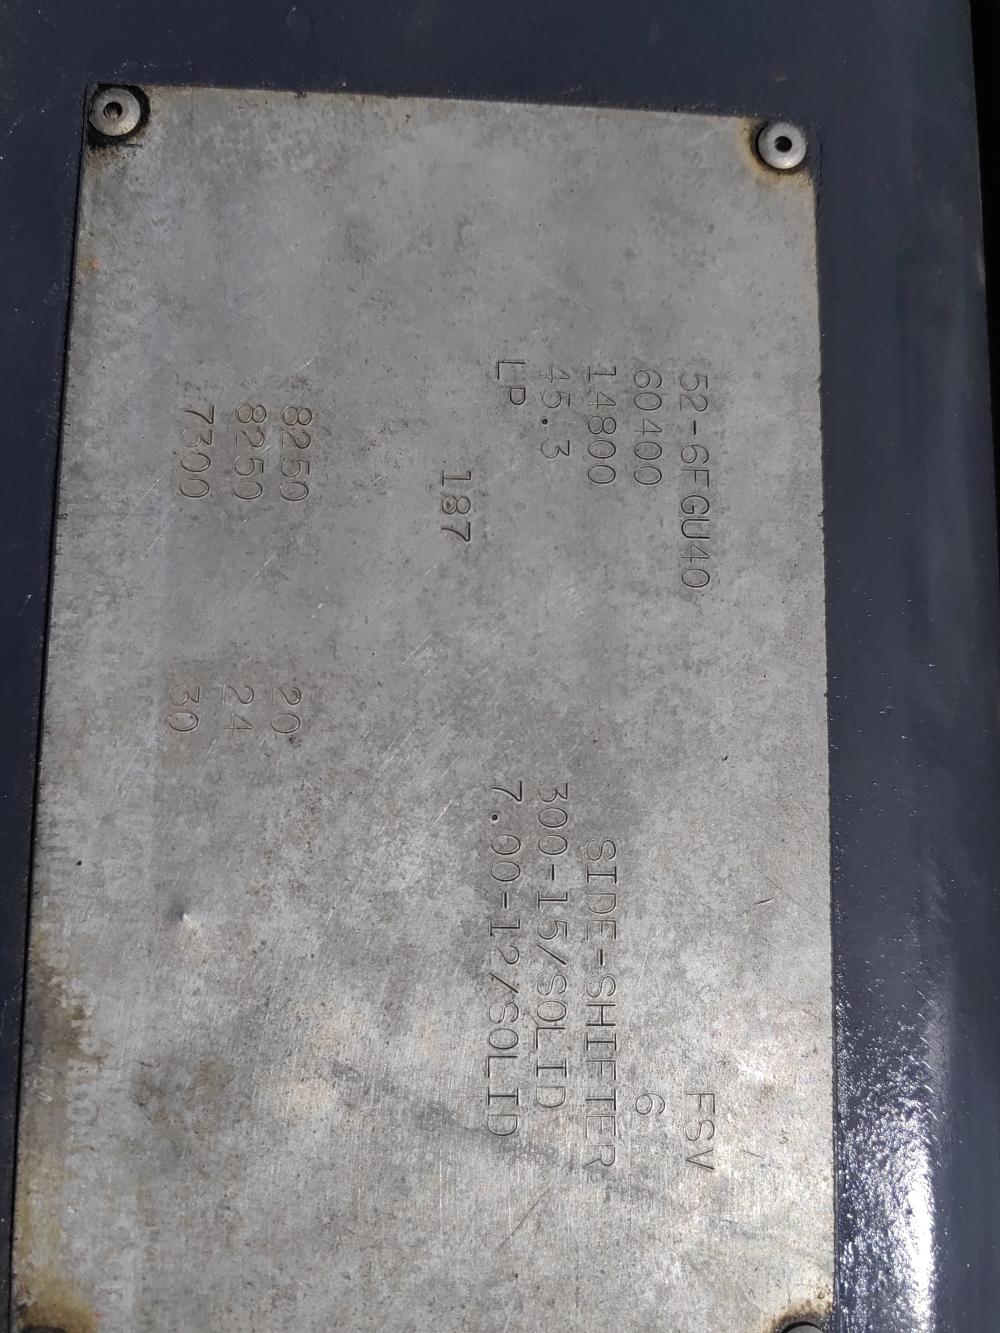 52-6FGU40 FSV
60400 6
14800 SIDE-SHIFTER
45.3 300-15/SOLID
LP 7.00-12/SOLID
187
8250 20
8250 24
7300 30